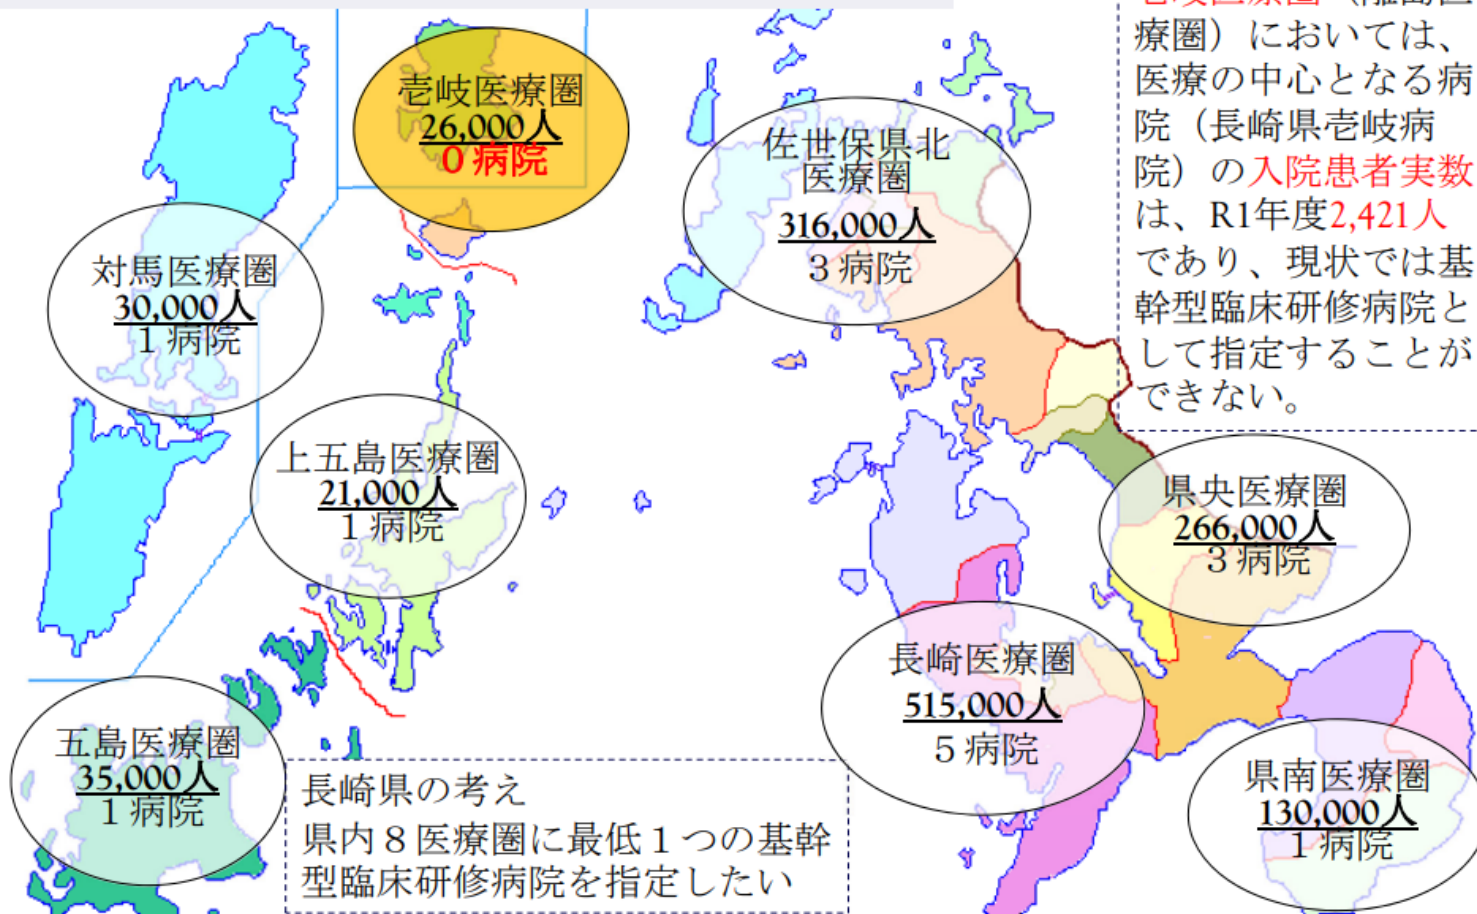 壱岐医療圏
26,000人
0病院
佐世保県北
医療圏
316,000人
3病院
対馬医療圏
30,000人
1病院
上五島医療圏
21,000人
1病院
県央医療圏
266,000人
3病院
長崎医療圏
515,000人
5病院
五島医療圏
35,000人
1病院
県南医療圏
130,000人
1病院
壱岐医療圏（離島医
療圏）においては、
医療の中心となる病
院（長崎県壱岐病
院）の入院患者実数
は、R1年度2,421人
であり、現状では基
幹型臨床研修病院と
して指定することが
できない。
長崎県の考え
県内８医療圏に最低１つの基幹
型臨床研修病院を指定したい